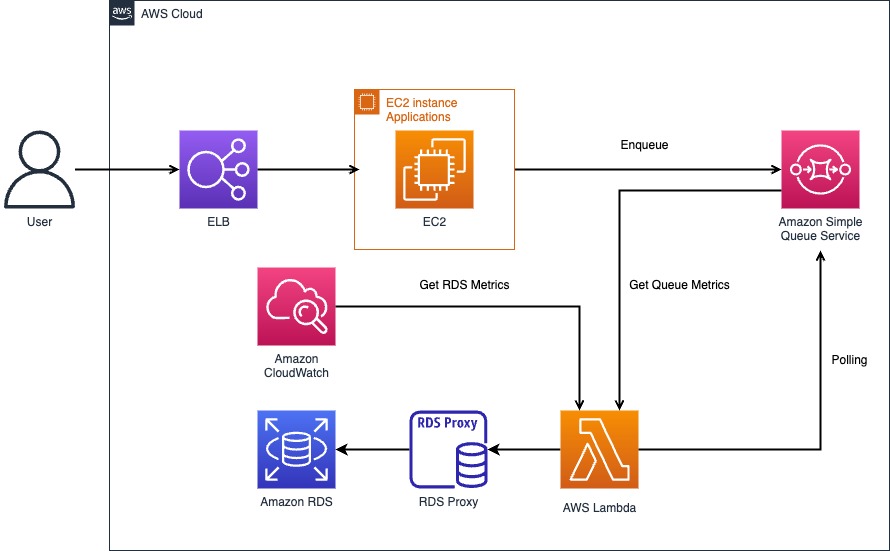 aws
AWS Cloud
EC2 instance
Applications
Enqueue
User
ELB
EC2
Amazon Simple
Queue Service
Get RDS Metrics
Get Queue Metrics
Amazon
CloudWatch
Polling
RDS Proxy
Amazon RDS
RDS Proxy
AWS Lambda